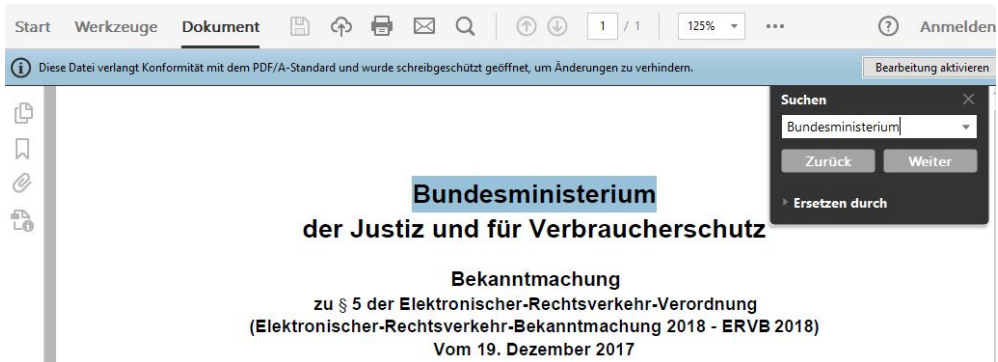 Start Werkzeuge Dokument 1 / 1 125% ... ? Anmelden
i Diese Datei verlangt Konformität mit dem PDF/A-Standard und wurde schreibgeschützt geöffnet, um Änderungen zu verhindern. Bearbeitung aktivieren
Suchen
Bundesministerium
Zurück Weiter
Ersetzen durch
Bundesministerium
der Justiz und für Verbraucherschutz
Bekanntmachung
zu § 5 der Elektronischer-Rechtsverkehr-Verordnung
(Elektronischer-Rechtsverkehr-Bekanntmachung 2018 - ERVB 2018)
Vom 19. Dezember 2017